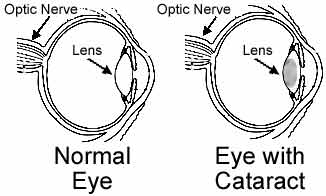 Optic Nerve
Lens
Normal
Eye
Optic Nerve
Lens
Eye with
Cataract